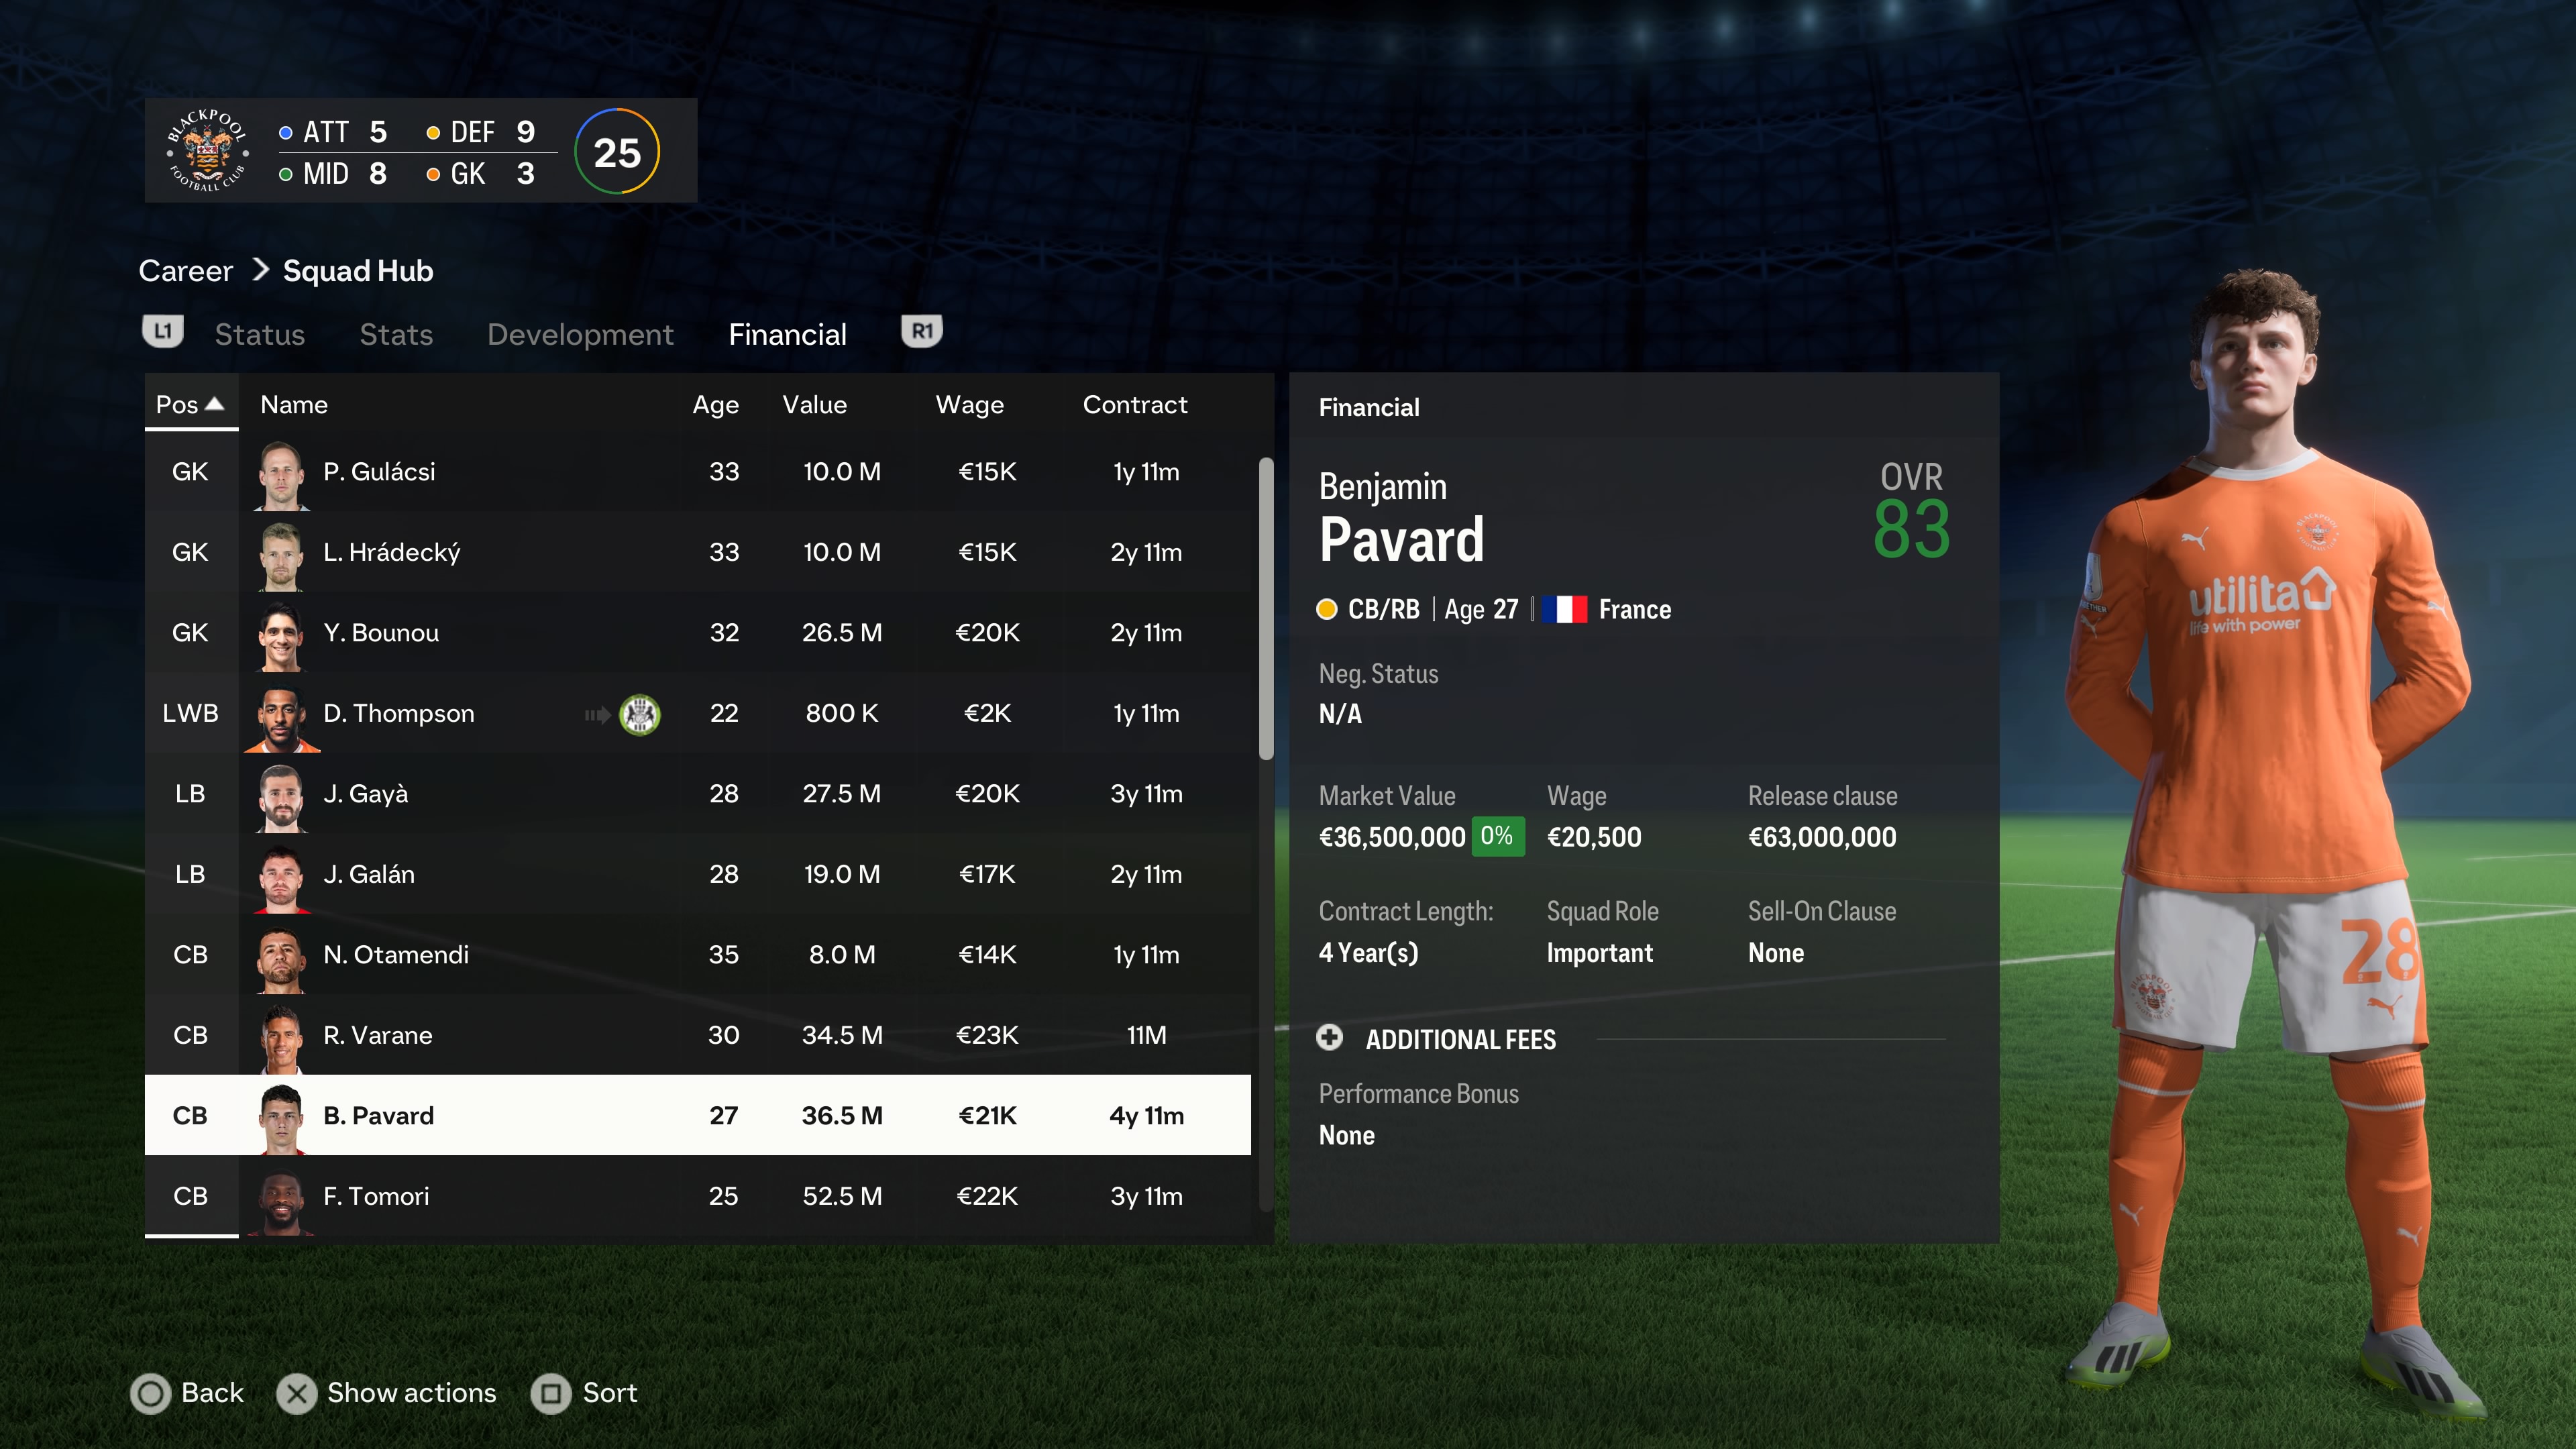 BLACKPOOL
FOOTBALL CLUB
ATT 5 DEF 9
MID 8 GK 3
25
Career > Squad Hub
L1 Status Stats Development Financial R1
Pos Name Age Value Wage Contract
GK P. Gulácsi 33 10.0 M €15K 1y 11m
GK L. Hrádecký 33 10.0 M €15K 2y 11m
GK Y. Bounou 32 26.5 M €20K 2y 11m
LWB D. Thompson 22 800 K €2K 1y 11m
LB J. Gayà 28 27.5 M €20K 3y 11m
LB J. Galán 28 19.0 M €17K 2y 11m
CB N. Otamendi 35 8.0 M €14K 1y 11m
CB R. Varane 30 34.5 M €23K 11M
CB B. Pavard 27 36.5 M €21K 4y 11m
CB F. Tomori 25 52.5 M €22K 3y 11m
Financial
Benjamin
Pavard
OVR
83
CB/RB | Age 27 | France
Neg. Status
N/A
Market Value Wage Release clause
€36,500,000 0% €20,500 €63,000,000
Contract Length: Squad Role Sell-On Clause
4 Year(s) Important None
ADDITIONAL FEES
Performance Bonus
None
utilita
life with power
28
Back Show actions Sort